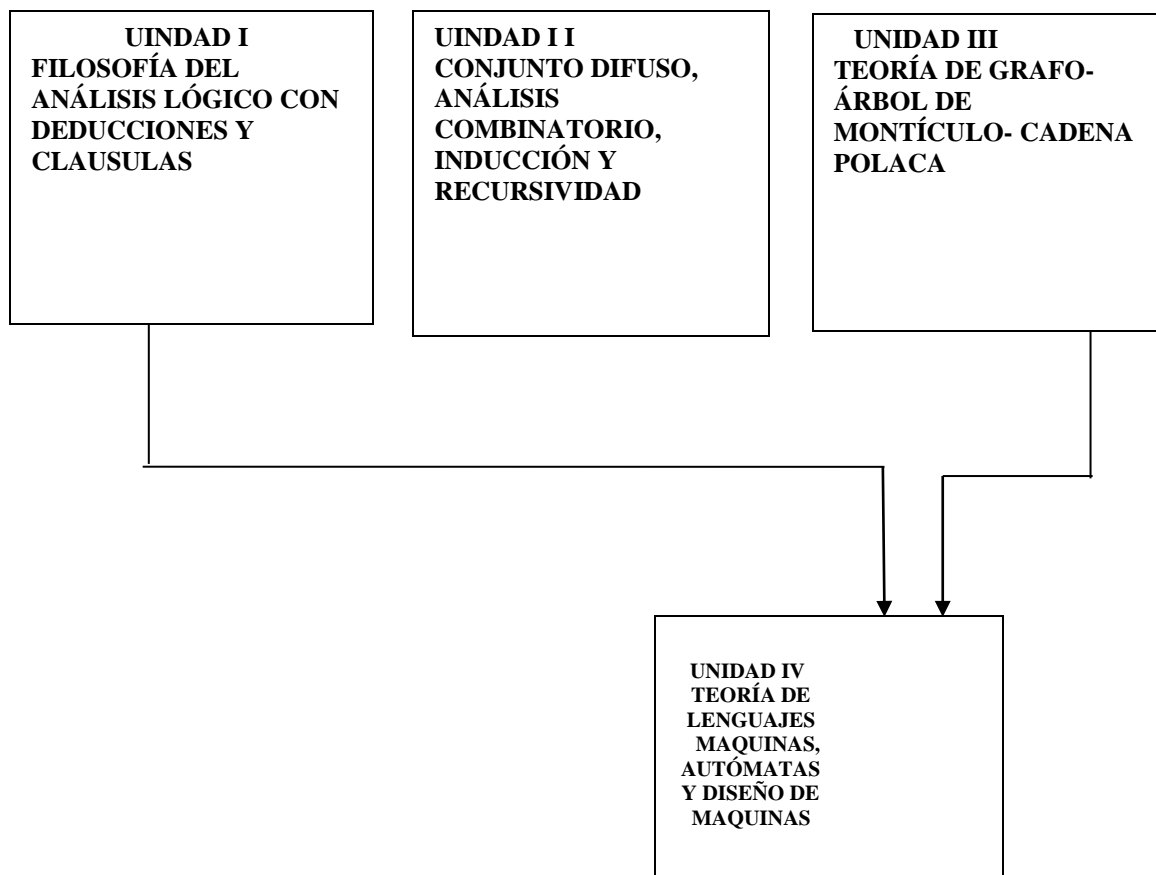 UINDAD I
FILOSOFÍA DEL
ANÁLISIS LÓGICO CON
DEDUCCIONES Y
CLAUSULAS
UINDAD I I
CONJUNTO DIFUSO,
ANÁLISIS
COMBINATORIO,
INDUCCIÓN Y
RECURSIVIDAD
UNIDAD III
TEORÍA DE GRAFO-
ÁRBOL DE
MONTÍCULO- CADENA
POLACA
UNIDAD IV
TEORÍA DE
LENGUAJES
MAQUINAS,
AUTÓMATAS
Y DISEÑO DE
MAQUINAS